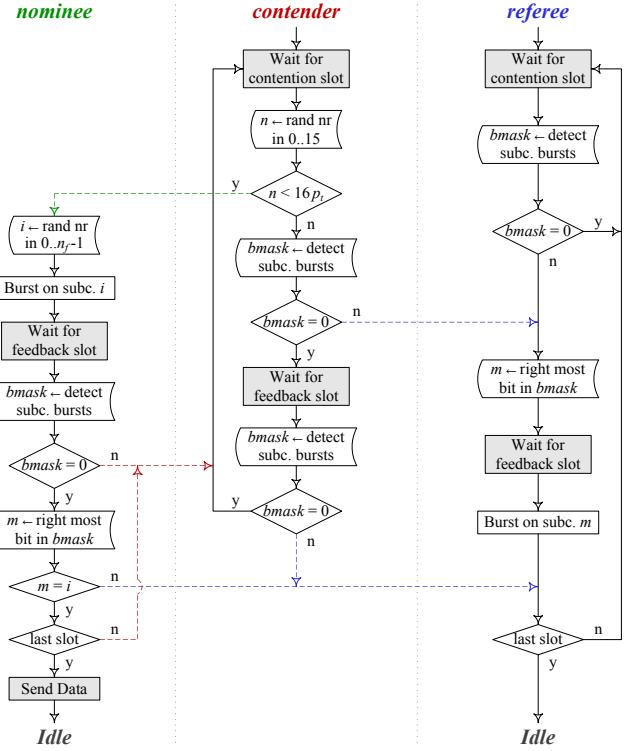 nominee
contender
referee
Wait for
contention slot
Wait for
contention slot
n ← rand nr
in 0..15
bmask ← detect
subc. bursts
y
n < 16 pt
n
i ← rand nr
in 0..nf-1
bmask = 0
y
n
bmask ← detect
subc. bursts
Burst on subc. i
bmask = 0
n
y
Wait for
feedback slot
m ← right most
bit in bmask
Wait for
feedback slot
bmask ← detect
subc. bursts
bmask ← detect
subc. bursts
Wait for
feedback slot
bmask = 0
n
y
bmask = 0
y
n
m ← right most
bit in bmask
Burst on subc. m
m = i
n
y
last slot
n
y
last slot
n
y
Send Data
Idle
Idle